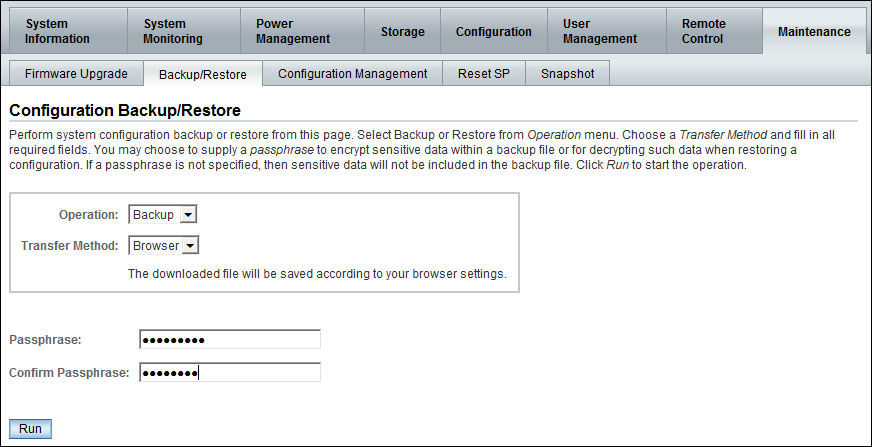 System Information
System Monitoring
Power Management
Storage
Configuration
User Management
Remote Control
Maintenance
Firmware Upgrade
Backup/Restore
Configuration Management
Reset SP
Snapshot
Configuration Backup/Restore
Perform system configuration backup or restore from this page. Select Backup or Restore from Operation menu. Choose a Transfer Method and fill in all
required fields. You may choose to supply a passphrase to encrypt sensitive data within a backup file or for decrypting such data when restoring a
configuration. If a passphrase is not specified, then sensitive data will not be included in the backup file. Click Run to start the operation.
Operation: Backup
Transfer Method: Browser
The downloaded file will be saved according to your browser settings.
Passphrase: •••••••••
Confirm Passphrase: ••••••••
Run